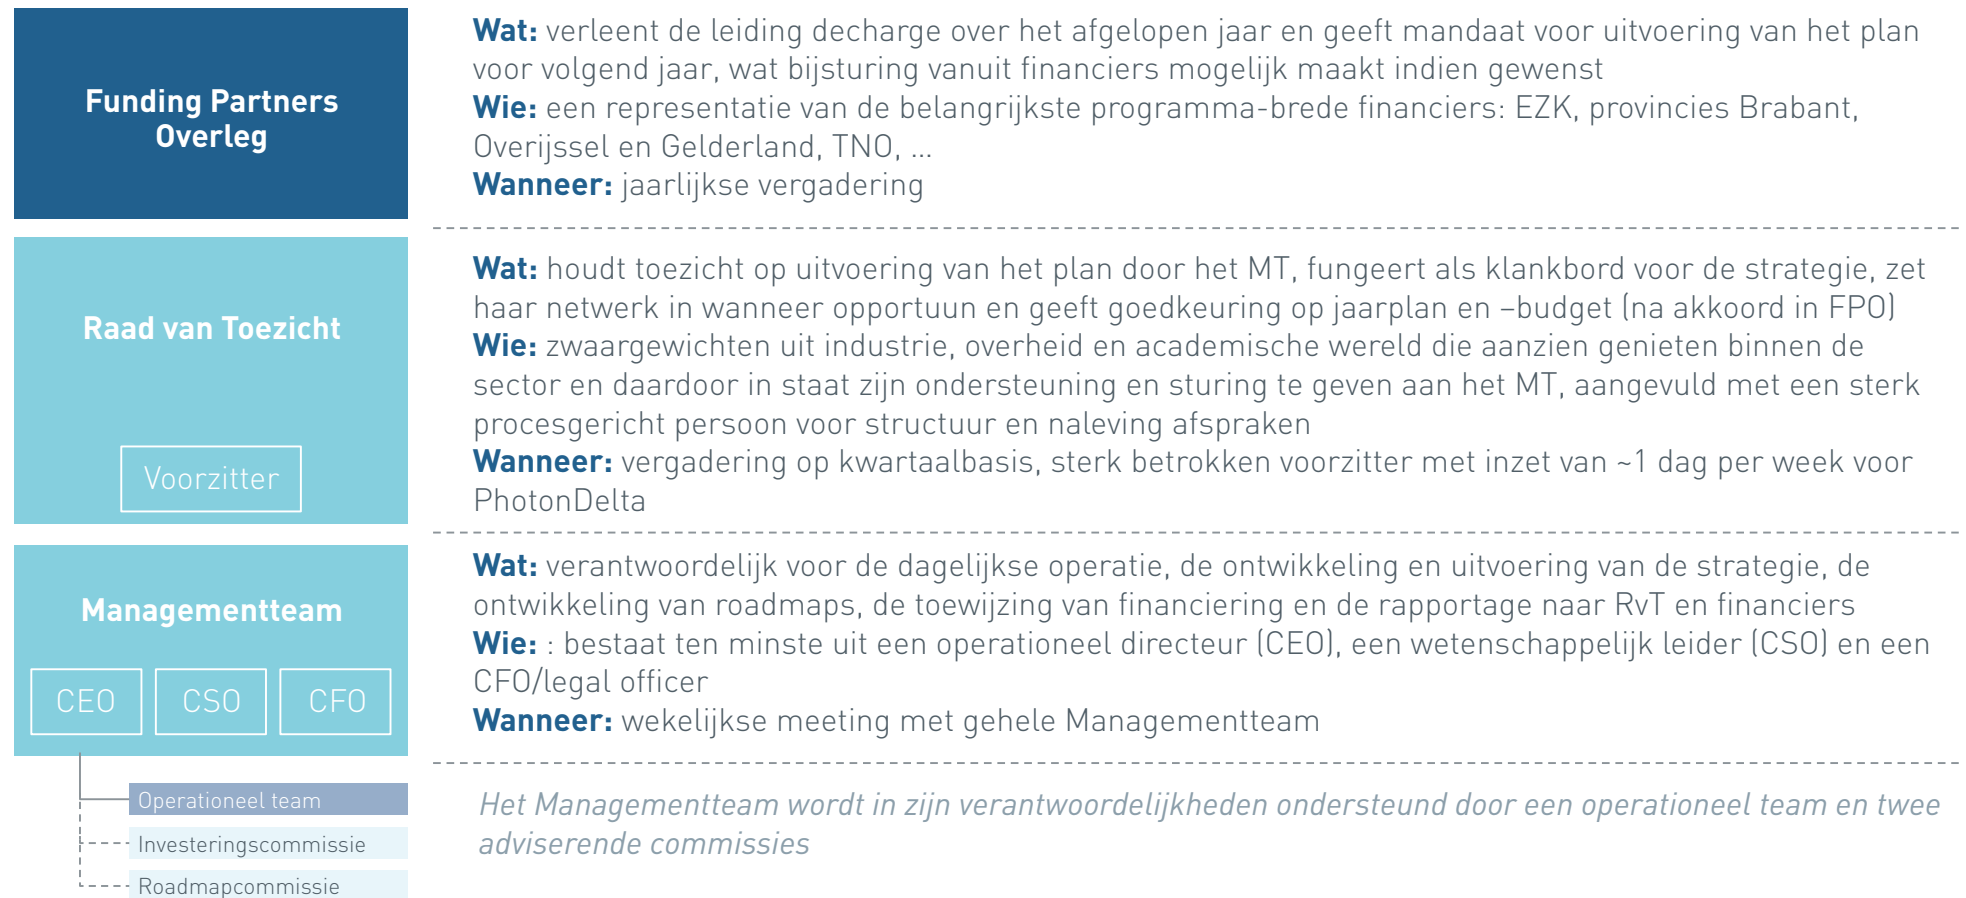 Funding Partners
Overleg
Wat: verleent de leiding decharge over het afgelopen jaar en geeft mandaat voor uitvoering van het plan
voor volgend jaar, wat bijsturing vanuit financiers mogelijk maakt indien gewenst
Wie: een representatie van de belangrijkste programma-brede financiers: EZK, provincies Brabant,
Overijssel en Gelderland, TNO, ...
Wanneer: jaarlijkse vergadering
Raad van Toezicht
Voorzitter
Wat: houdt toezicht op uitvoering van het plan door het MT, fungeert als klankbord voor de strategie, zet
haar netwerk in wanneer opportuun en geeft goedkeuring op jaarplan en –budget (na akkoord in FPO)
Wie: zwaargewichten uit industrie, overheid en academische wereld die aanzien genieten binnen de
sector en daardoor in staat zijn ondersteuning en sturing te geven aan het MT, aangevuld met een sterk
procesgericht persoon voor structuur en naleving afspraken
Wanneer: vergadering op kwartaalbasis, sterk betrokken voorzitter met inzet van ~1 dag per week voor
PhotonDelta
Managementteam
CEO CSO CFO
Wat: verantwoordelijk voor de dagelijkse operatie, de ontwikkeling en uitvoering van de strategie, de
ontwikkeling van roadmaps, de toewijzing van financiering en de rapportage naar RvT en financiers
Wie: : bestaat ten minste uit een operationeel directeur (CEO), een wetenschappelijk leider (CSO) en een
CFO/legal officer
Wanneer: wekelijkse meeting met gehele Managementteam
Operationeel team
Investeringscommissie
Roadmapcommissie
Het Managementteam wordt in zijn verantwoordelijkheden ondersteund door een operationeel team en twee
adviserende commissies